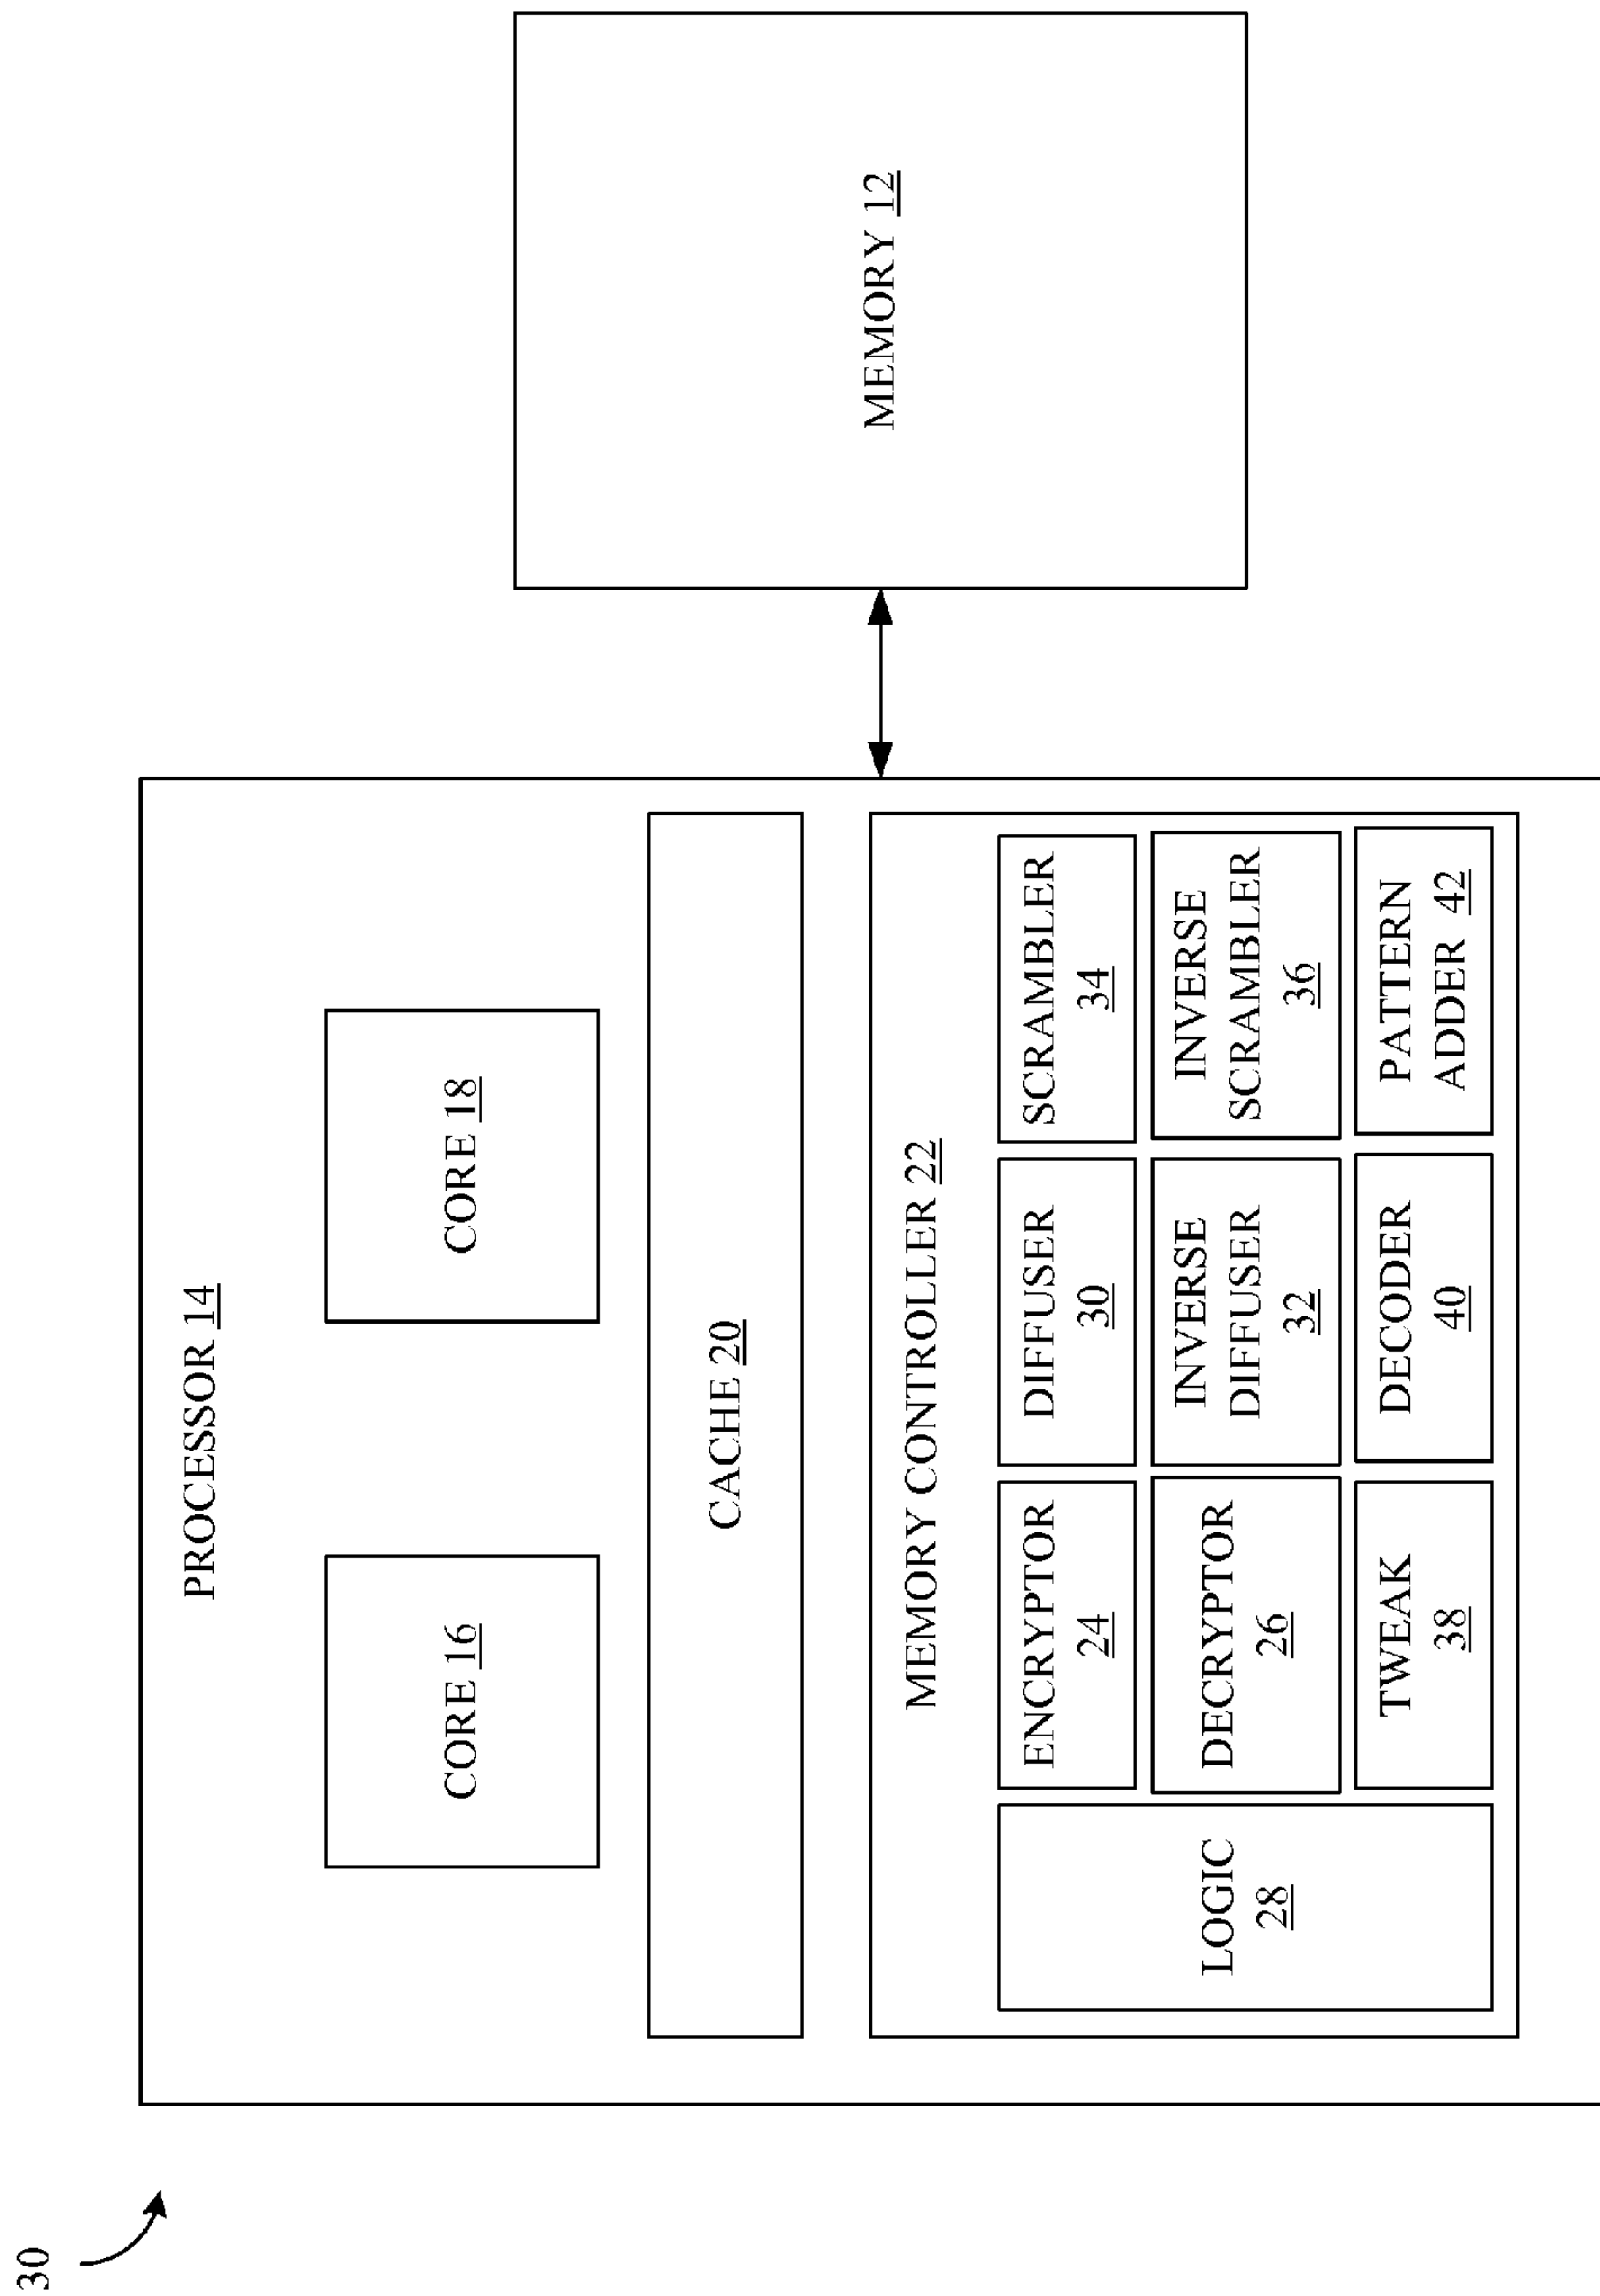 30
PROCESSOR 14
CORE 16
CORE 18
CACHE 20
MEMORY CONTROLLER 22
LOGIC
28
ENCRYPTOR
24
DIFFUSER
30
SCRAMBLER
34
DECRYPTOR
26
INVERSE
DIFFUSER
32
INVERSE
SCRAMBLER
36
TWEAK
38
DECODER
40
PATTERN
ADDER 42
MEMORY 12